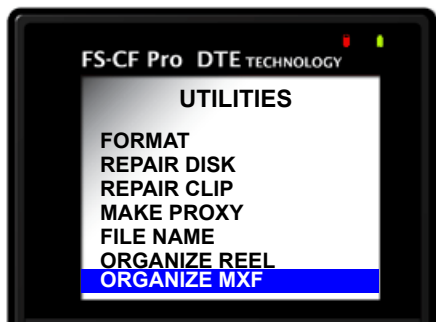 FS-CF Pro DTE TECHNOLOGY
UTILITIES
FORMAT
REPAIR DISK
REPAIR CLIP
MAKE PROXY
FILE NAME
ORGANIZE REEL
ORGANIZE MXF